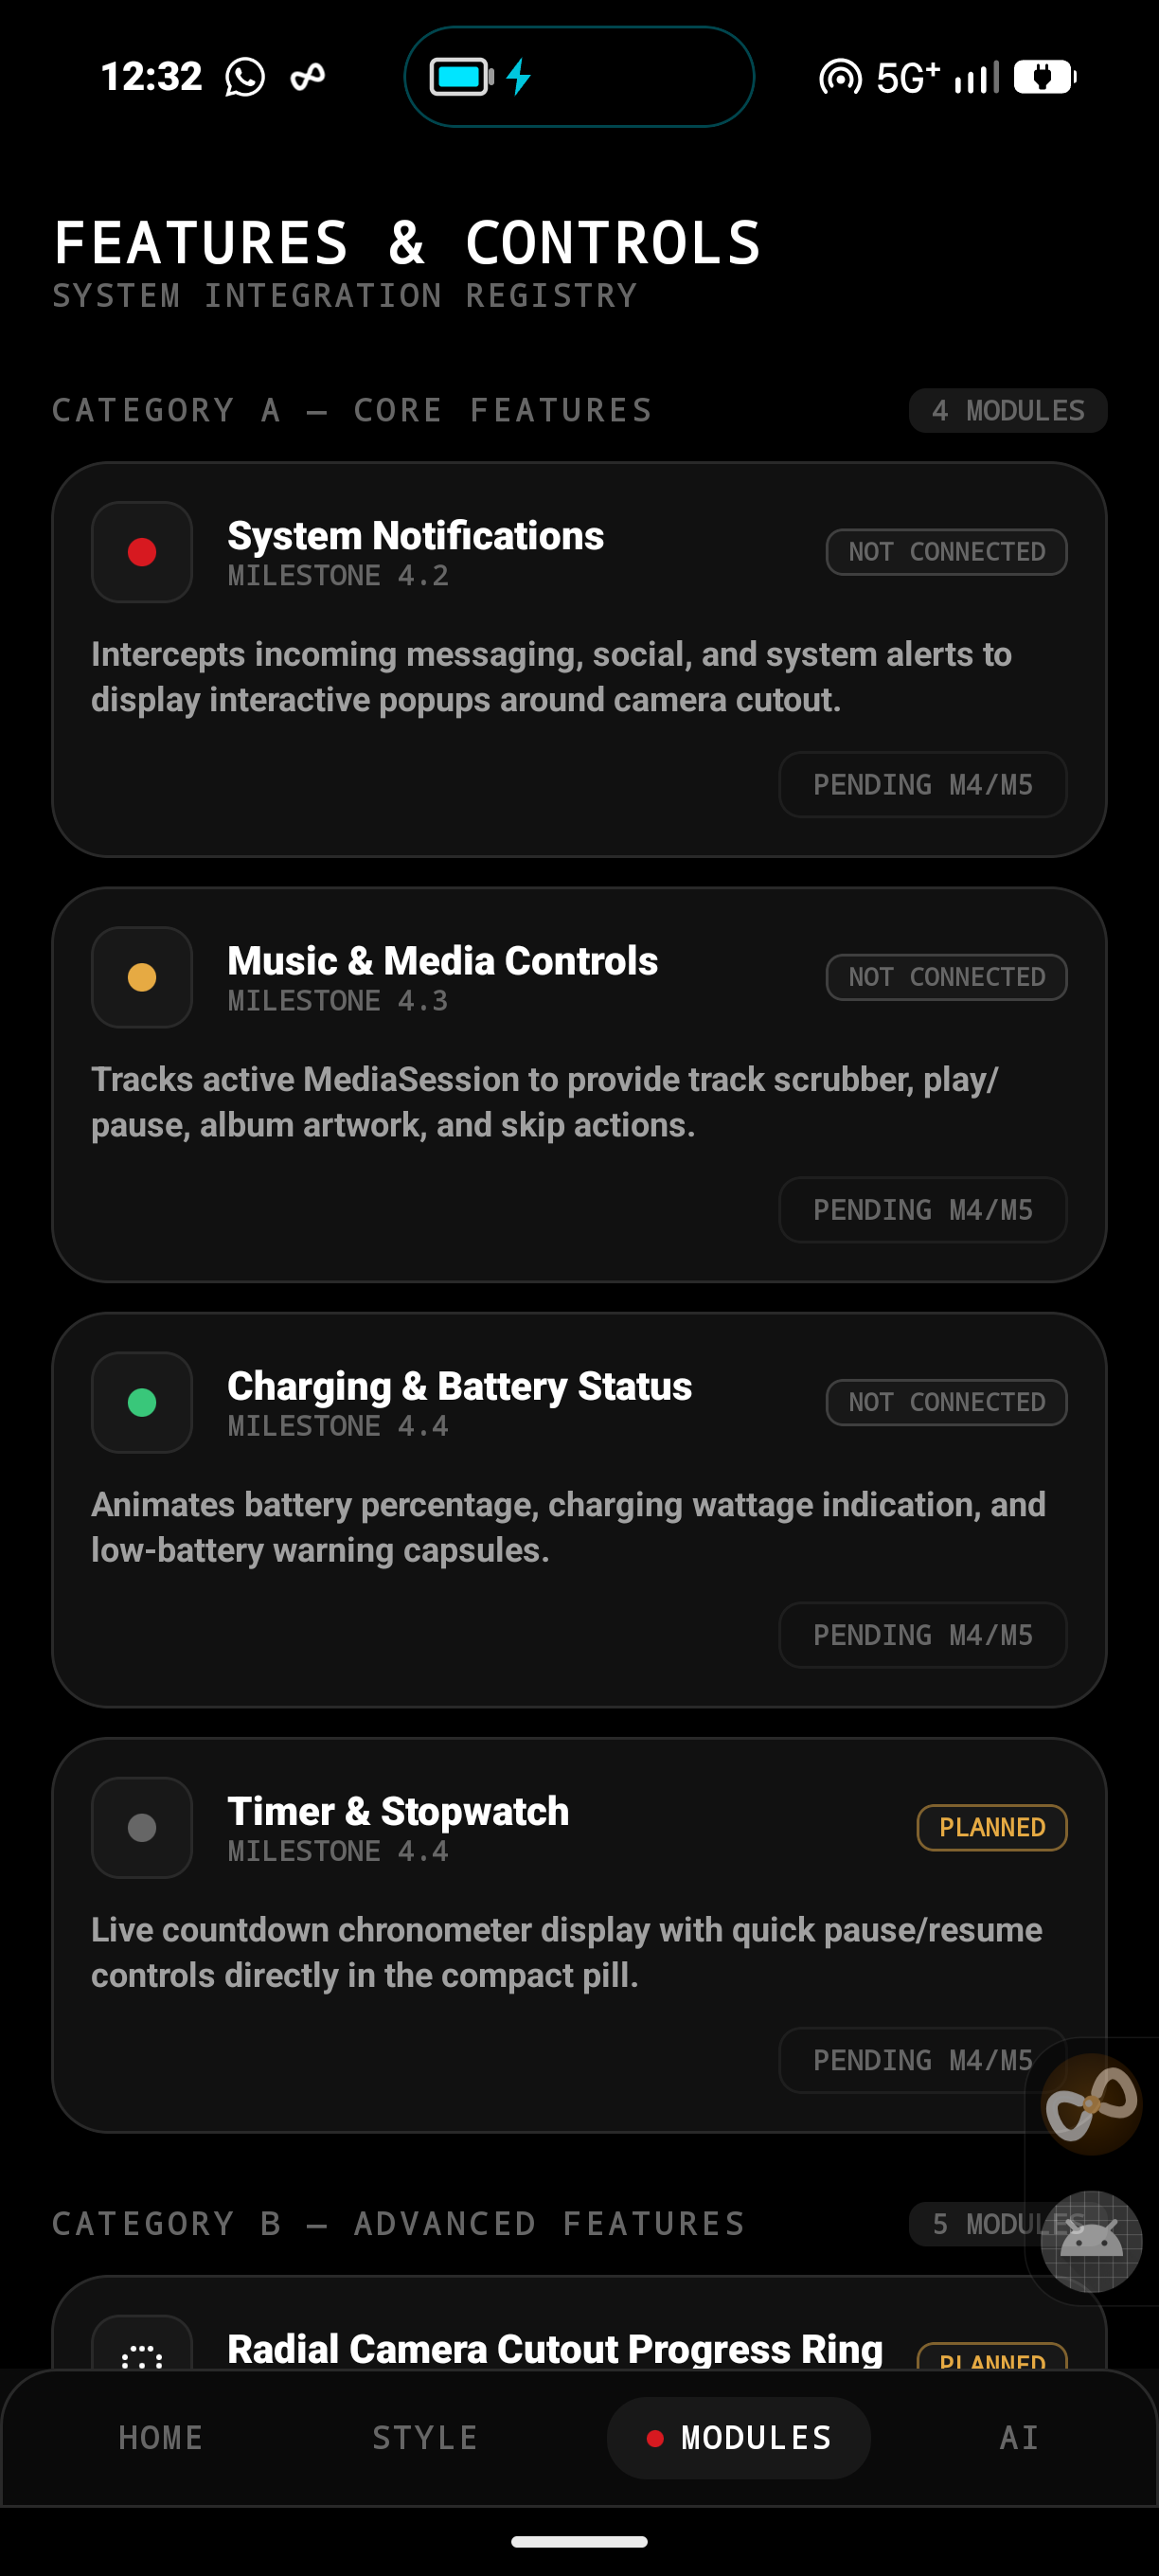 12:32
5G+
FEATURES & CONTROLS
SYSTEM INTEGRATION REGISTRY
CATEGORY A — CORE FEATURES
4 MODULES
System Notifications
MILESTONE 4.2
NOT CONNECTED
Intercepts incoming messaging, social, and system alerts to
display interactive popups around camera cutout.
PENDING M4/M5
Music & Media Controls
MILESTONE 4.3
NOT CONNECTED
Tracks active MediaSession to provide track scrubber, play/
pause, album artwork, and skip actions.
PENDING M4/M5
Charging & Battery Status
MILESTONE 4.4
NOT CONNECTED
Animates battery percentage, charging wattage indication, and
low-battery warning capsules.
PENDING M4/M5
Timer & Stopwatch
MILESTONE 4.4
PLANNED
Live countdown chronometer display with quick pause/resume
controls directly in the compact pill.
PENDING M4/M5
CATEGORY B — ADVANCED FEATURES
5 MODULES
Radial Camera Cutout Progress Ring
PLANNED
HOME
STYLE
MODULES
AI